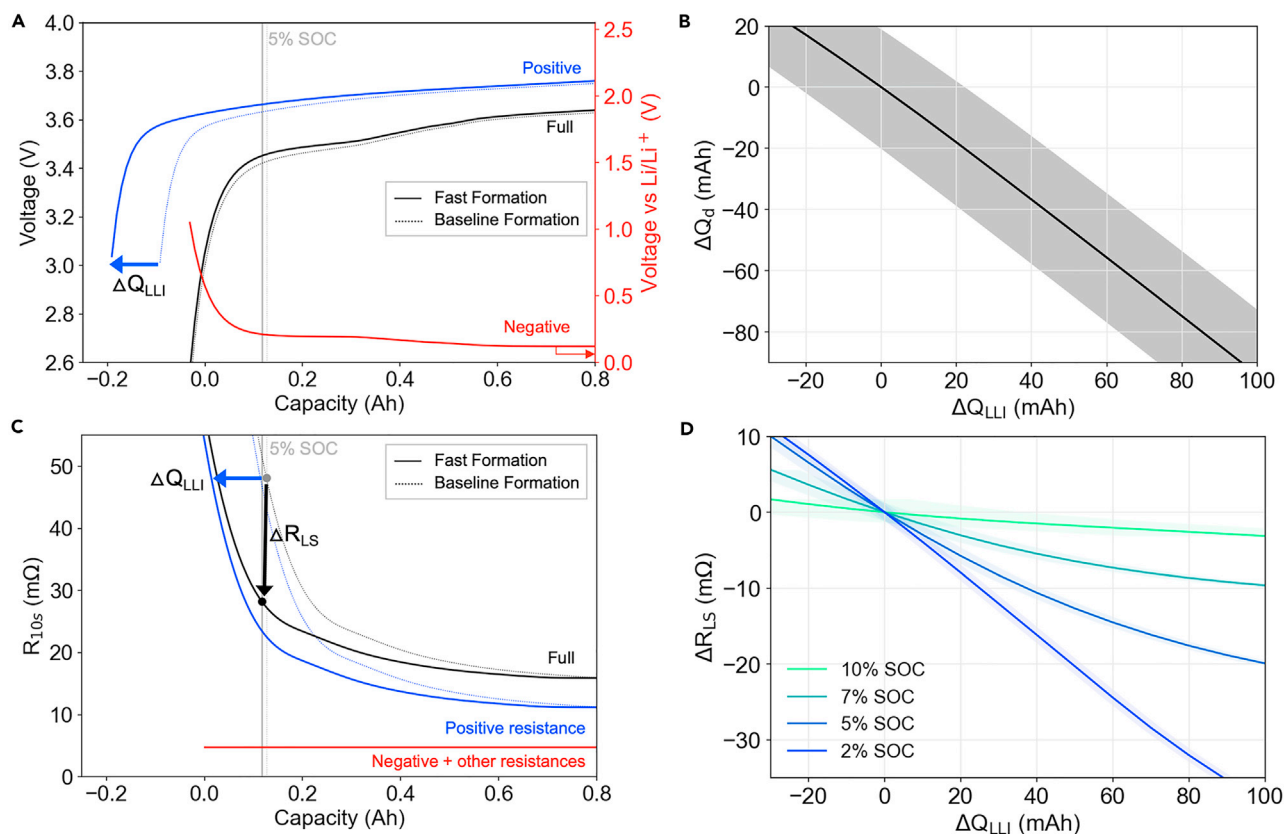 A
4.0
3.8
3.6
3.4
3.2
3.0
2.8
2.6
Voltage (V)
5% SOC
Positive
Full
Fast Formation
Baseline Formation
ΔQLLI
Negative
2.5
2.0
1.5
1.0
0.5
0.0
Voltage vs Li/Li+ (V)
−0.2 0.0 0.2 0.4 0.6 0.8
Capacity (Ah)
B
20
0
−20
−40
−60
−80
ΔQd (mAh)
−20 0 20 40 60 80 100
ΔQLLI (mAh)
C
50
40
30
20
10
0
R10s (mΩ)
5% SOC
ΔQLLI
Fast Formation
Baseline Formation
ΔRLS
Full
Positive resistance
Negative + other resistances
−0.2 0.0 0.2 0.4 0.6 0.8
Capacity (Ah)
D
10
0
−10
−20
−30
ΔRLS (mΩ)
10% SOC
7% SOC
5% SOC
2% SOC
−20 0 20 40 60 80 100
ΔQLLI (mAh)